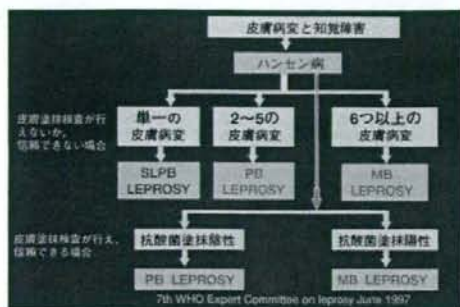 皮膚病変と知覚障害
ハンセン病
皮膚塗抹検査が行
えないか、
信頼できない場合
単一の
皮膚病変
2〜5の
皮膚病変
6つ以上の
皮膚病変
SLPB
LEPROSY
PB
LEPROSY
MB
LEPROSY
皮膚塗抹検査が行え、
信頼できる場合
抗酸菌塗抹陰性
抗酸菌塗抹陽性
PB LEPROSY
MB LEPROSY
7th WHO Expert Committee on leprosy June 1997